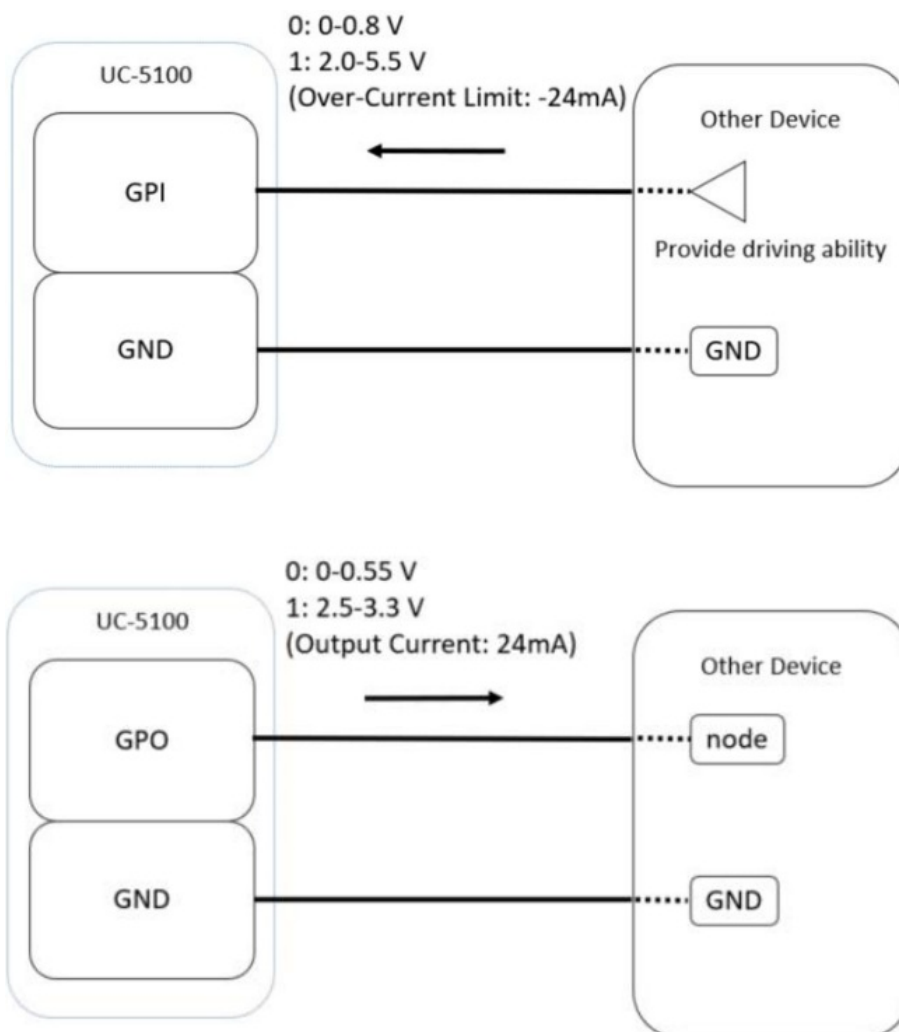 0: 0-0.8 V
1: 2.0-5.5 V
(Over-Current Limit: -24mA)
UC-5100
GPI
GND
Other Device
Provide driving ability
GND
0: 0-0.55 V
1: 2.5-3.3 V
(Output Current: 24mA)
UC-5100
GPO
GND
Other Device
node
GND